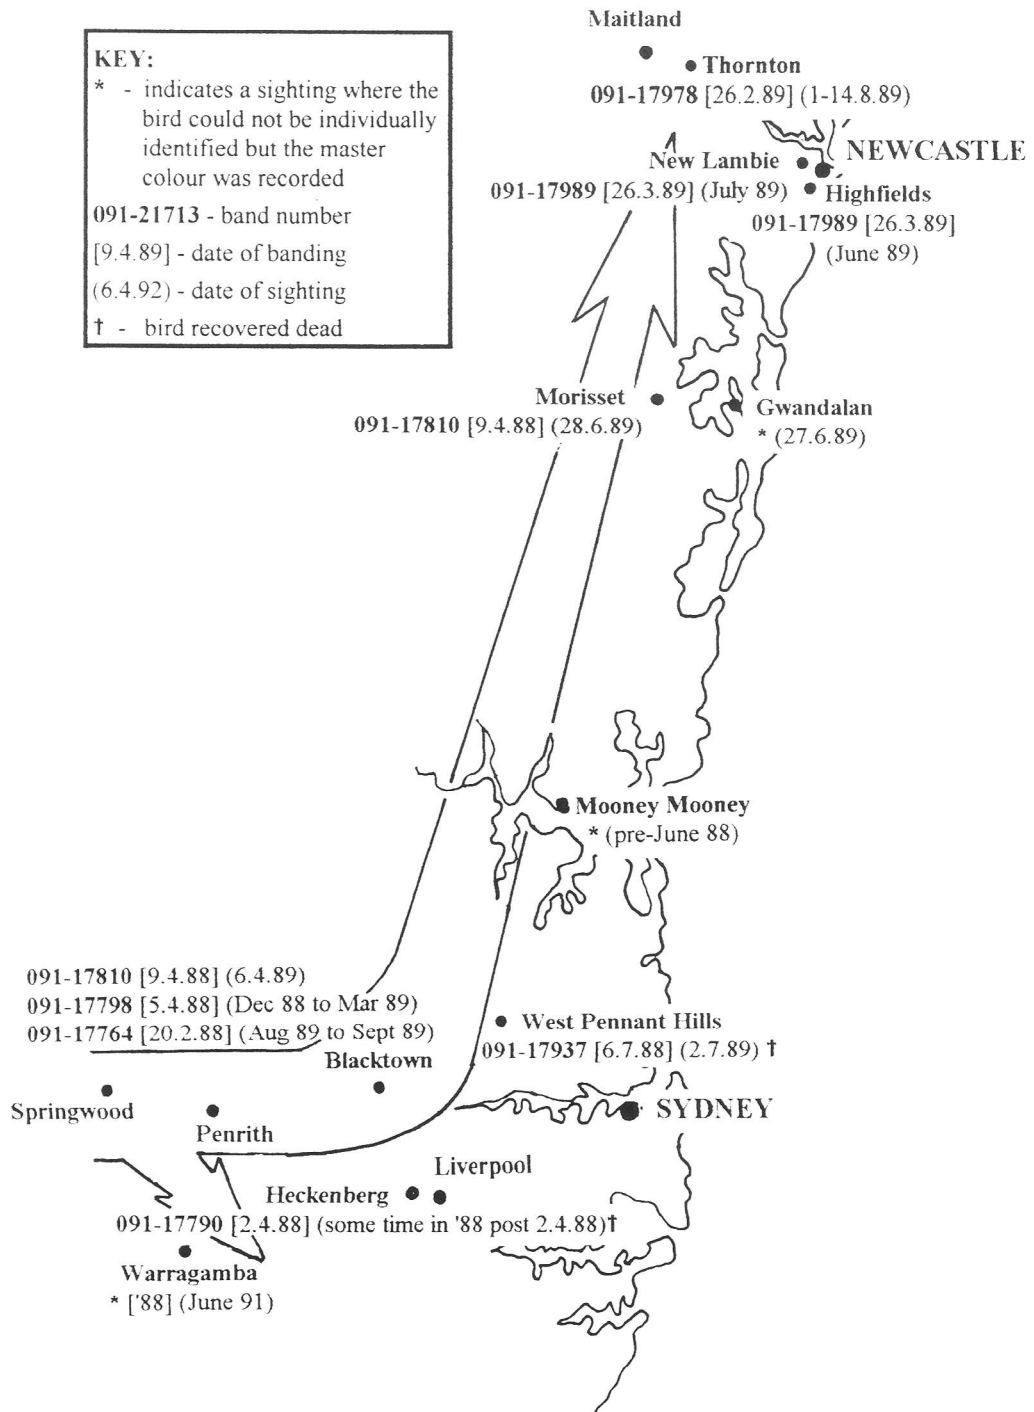 KEY:
* - indicates a sighting where the
bird could not be individually
identified but the master
colour was recorded
091-21713 - band number
[9.4.89] - date of banding
(6.4.92) - date of sighting
† - bird recovered dead
Maitland
Thornton
091-17978 [26.2.89] (1-14.8.89)
NEWCASTLE
New Lambie
091-17989 [26.3.89] (July 89)
Highfields
091-17989 [26.3.89]
(June 89)
Morisset
091-17810 [9.4.88] (28.6.89)
Gwandalan
* (27.6.89)
Mooney Mooney
* (pre-June 88)
091-17810 [9.4.88] (6.4.89)
091-17798 [5.4.88] (Dec 88 to Mar 89)
091-17764 [20.2.88] (Aug 89 to Sept 89)
West Pennant Hills
091-17937 [6.7.88] (2.7.89) †
Blacktown
Springwood
Penrith
SYDNEY
Liverpool
Heckenberg
091-17790 [2.4.88] (some time in '88 post 2.4.88)†
Warragamba
* ['88] (June 91)